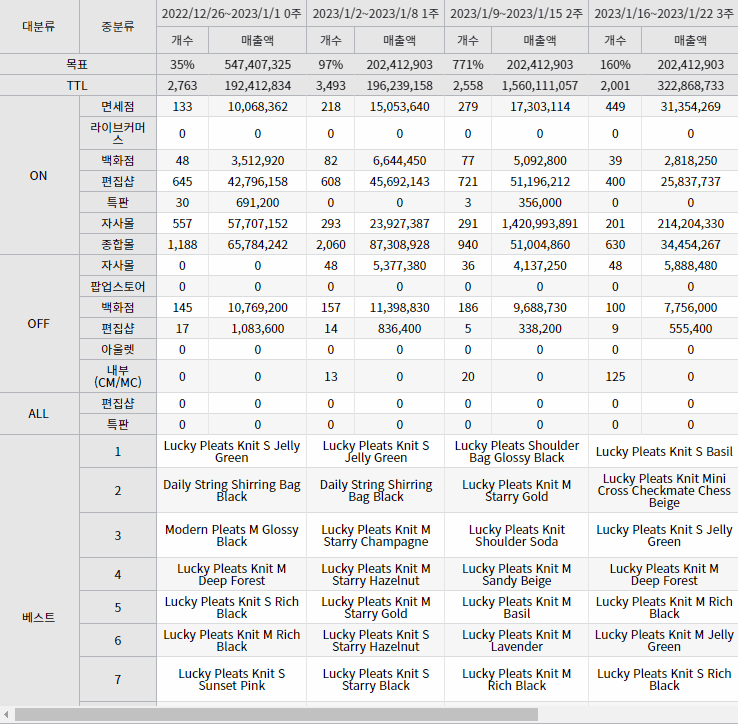 대분류 중분류 2022/12/26~2023/1/1 0주 2023/1/2~2023/1/8 1주 2023/1/9~2023/1/15 2주 2023/1/16~2023/1/22 3주
개수 매출액 개수 매출액 개수 매출액 개수 매출액
목표 35% 547,407,325 97% 202,412,903 771% 202,412,903 160% 202,412,903
TTL 2,763 192,412,834 3,493 196,239,158 2,558 1,560,111,057 2,001 322,868,733
ON 면세점 133 10,068,362 218 15,053,640 279 17,303,114 449 31,354,269
라이브커머스 0 0 0 0 0 0 0 0
백화점 48 3,512,920 82 6,644,450 77 5,092,800 39 2,818,250
편집샵 645 42,796,158 608 45,692,143 721 51,196,212 400 25,837,737
특판 30 691,200 0 0 3 356,000 0 0
자사몰 557 57,707,152 293 23,927,387 291 1,420,993,891 201 214,204,330
종합몰 1,188 65,784,242 2,060 87,308,928 940 51,004,860 630 34,454,267
OFF 자사몰 0 0 48 5,377,380 36 4,137,250 48 5,888,480
팝업스토어 0 0 0 0 0 0 0 0
백화점 145 10,769,200 157 11,398,830 186 9,688,730 100 7,756,000
편집샵 17 1,083,600 14 836,400 5 338,200 9 555,400
아울렛 0 0 0 0 0 0 0 0
내부(CM/MC) 0 0 13 0 20 0 125 0
ALL 편집샵 0 0 0 0 0 0 0 0
특판 0 0 0 0 0 0 0 0
베스트 1 Lucky Pleats Knit S Jelly Green Lucky Pleats Knit S Jelly Green Lucky Pleats Shoulder Bag Glossy Black Lucky Pleats Knit S Basil
2 Daily String Shirring Bag Black Daily String Shirring Bag Black Lucky Pleats Knit M Starry Gold Lucky Pleats Knit Mini Cross Checkmate Chess Beige
3 Modern Pleats M Glossy Black Lucky Pleats Knit M Starry Champagne Lucky Pleats Knit Shoulder Soda Lucky Pleats Knit S Jelly Green
4 Lucky Pleats Knit M Deep Forest Lucky Pleats Knit M Starry Hazelnut Lucky Pleats Knit M Sandy Beige Lucky Pleats Knit M Deep Forest
5 Lucky Pleats Knit S Rich Black Lucky Pleats Knit M Starry Gold Lucky Pleats Knit M Basil Lucky Pleats Knit M Rich Black
6 Lucky Pleats Knit M Rich Black Lucky Pleats Knit S Starry Hazelnut Lucky Pleats Knit M Lavender Lucky Pleats Knit M Jelly Green
7 Lucky Pleats Knit S Sunset Pink Lucky Pleats Knit S Starry Black Lucky Pleats Knit M Rich Black Lucky Pleats Knit S Rich Black